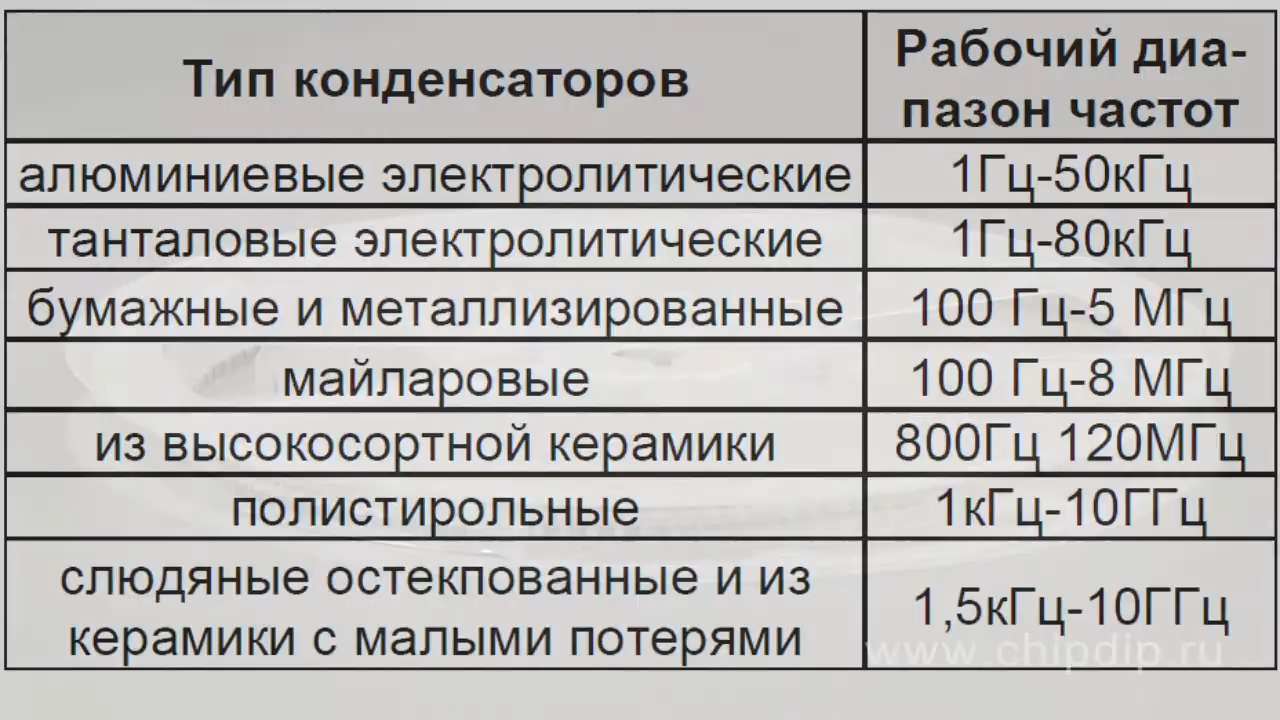 Тип конденсаторов
Рабочий диа-
пазон частот
алюминиевые электролитические
1Гц-50кГц
танталовые электролитические
1Гц-80кГц
бумажные и металлизированные
100 Гц-5 МГц
майларовые
100 Гц-8 МГц
из высокосортной керамики
800Гц 120МГц
полистирольные
1кГц-10ГГц
слюдяные остекпованные и из
керамики с малыми потерями
1,5кГц-10ГГц
www.chipdip.ru